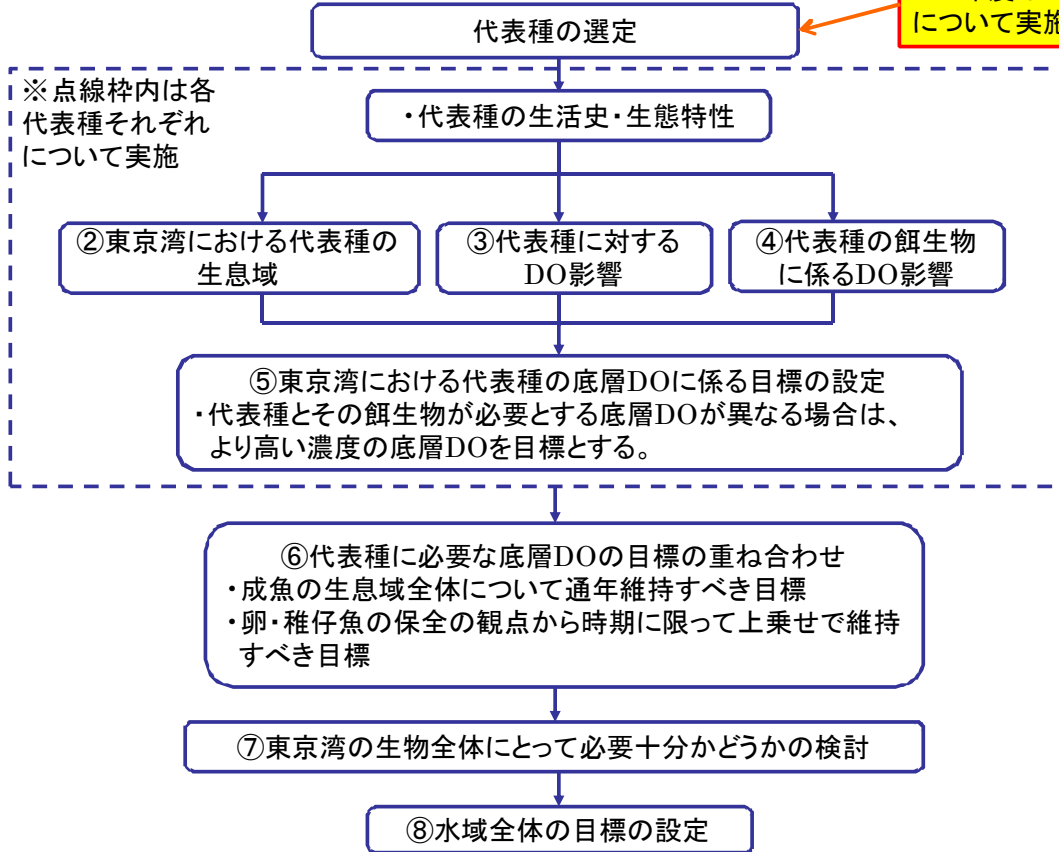 代表種の選定
について実施
※点線枠内は各
代表種それぞれ
について実施
・代表種の生活史・生態特性
②東京湾における代表種の
生息域
③代表種に対する
DO影響
④代表種の餌生物
に係るDO影響
⑤東京湾における代表種の底層DOに係る目標の設定
・代表種とその餌生物が必要とする底層DOが異なる場合は、
より高い濃度の底層DOを目標とする。
⑥代表種に必要な底層DOの目標の重ね合わせ
・成魚の生息域全体について通年維持すべき目標
・卵・稚仔魚の保全の観点から時期に限って上乗せで維持
すべき目標
⑦東京湾の生物全体にとって必要十分かどうかの検討
⑧水域全体の目標の設定